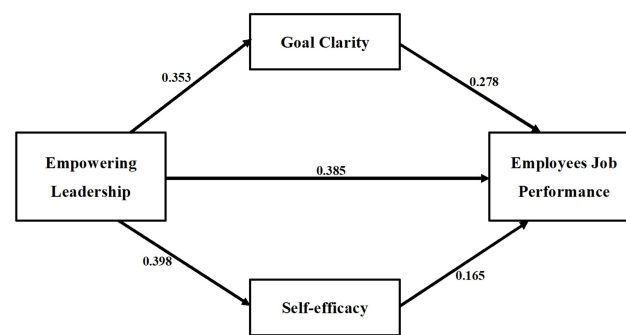 Goal Clarity
0.353
0.278
Empowering
Leadership
0.385
Employees Job
Performance
0.398
0.165
Self-efficacy